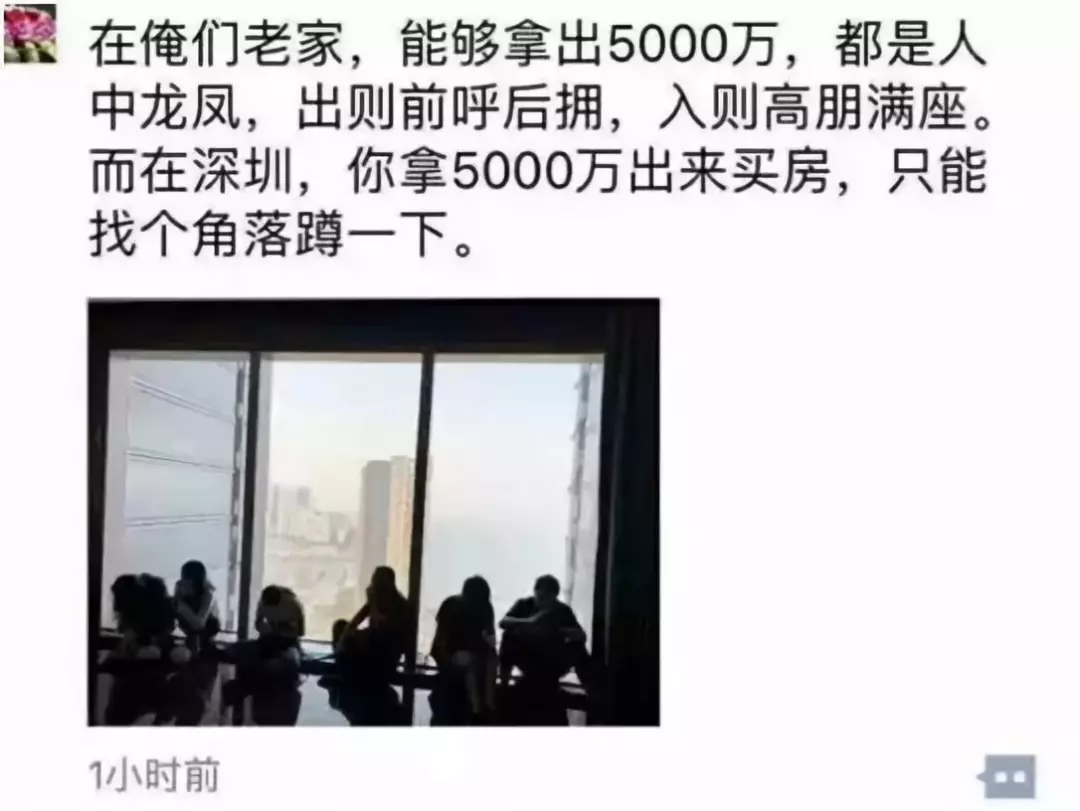 在俺们老家，能够拿出5000万，都是人
中龙凤，出则前呼后拥，入则高朋满座。
而在深圳，你拿5000万出来买房，只能
找个角落蹲一下。
1小时前